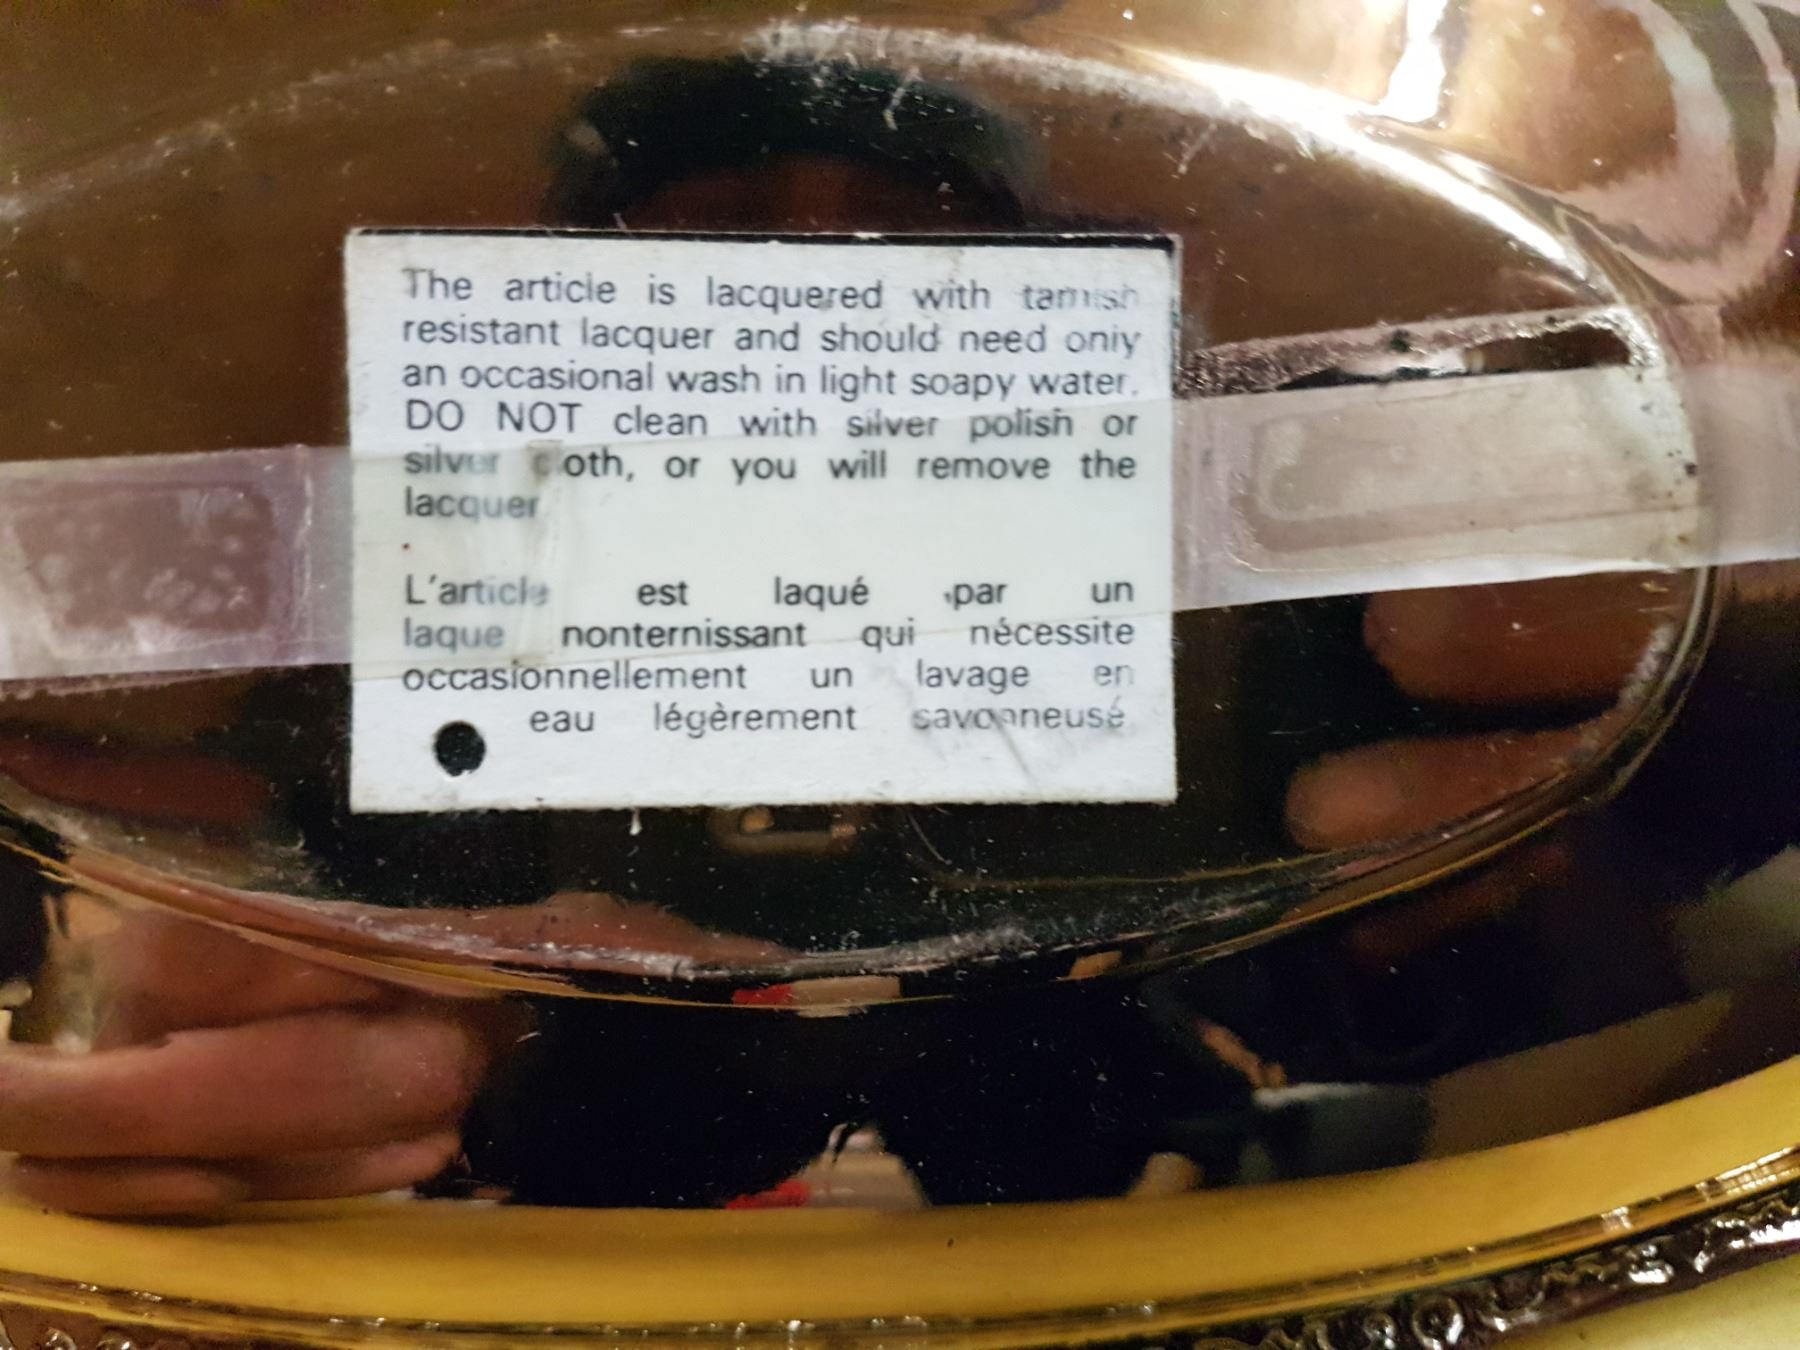 The article is lacquered with tarnish
resistant lacquer and should need only
an occasional wash in light soapy water.
DO NOT clean with silver polish or
silver cloth, or you will remove the
lacquer
L'article est laqué par un
laque nonternissant qui nécessite
occasionnellement un lavage en
eau légèrement savonneuse